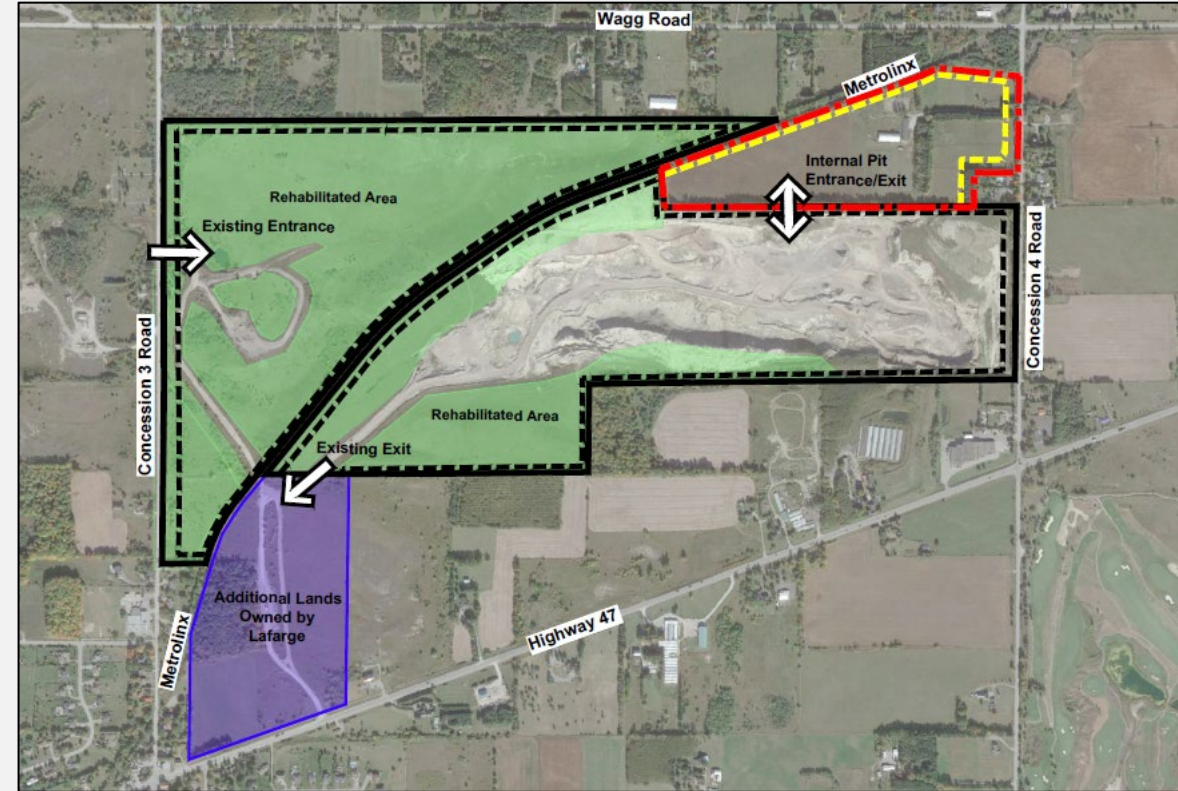 Wagg Road
Metrolinx
Internal Pit
Entrance/Exit
Rehabilitated Area
Existing Entrance
Concession 3 Road
Concession 4 Road
Rehabilitated Area
Existing Exit
Additional Lands
Owned by
Lafarge
Highway 47
Metrolinx